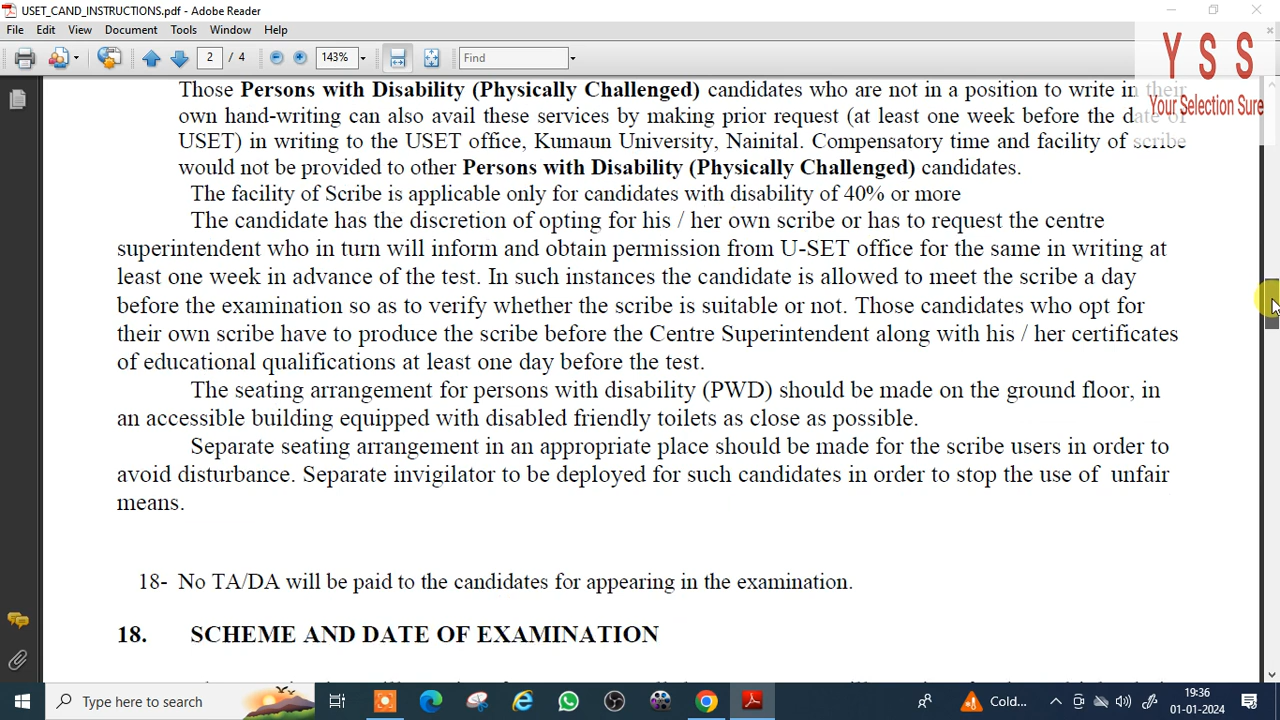 USET_CAND_INSTRUCTIONS.pdf - Adobe Reader
File Edit View Document Tools Window Help
2 / 4 143% Find
Y S S
Your Selection Sure
Those Persons with Disability (Physically Challenged) candidates who are not in a position to write in their
own hand-writing can also avail these services by making prior request (at least one week before the date of
USET) in writing to the USET office, Kumaun University, Nainital. Compensatory time and facility of scribe
would not be provided to other Persons with Disability (Physically Challenged) candidates.
The facility of Scribe is applicable only for candidates with disability of 40% or more
The candidate has the discretion of opting for his / her own scribe or has to request the centre
superintendent who in turn will inform and obtain permission from U-SET office for the same in writing at
least one week in advance of the test. In such instances the candidate is allowed to meet the scribe a day
before the examination so as to verify whether the scribe is suitable or not. Those candidates who opt for
their own scribe have to produce the scribe before the Centre Superintendent along with his / her certificates
of educational qualifications at least one day before the test.
The seating arrangement for persons with disability (PWD) should be made on the ground floor, in
an accessible building equipped with disabled friendly toilets as close as possible.
Separate seating arrangement in an appropriate place should be made for the scribe users in order to
avoid disturbance. Separate invigilator to be deployed for such candidates in order to stop the use of unfair
means.
18- No TA/DA will be paid to the candidates for appearing in the examination.
18. SCHEME AND DATE OF EXAMINATION
Type here to search
Cold...
19:36
01-01-2024